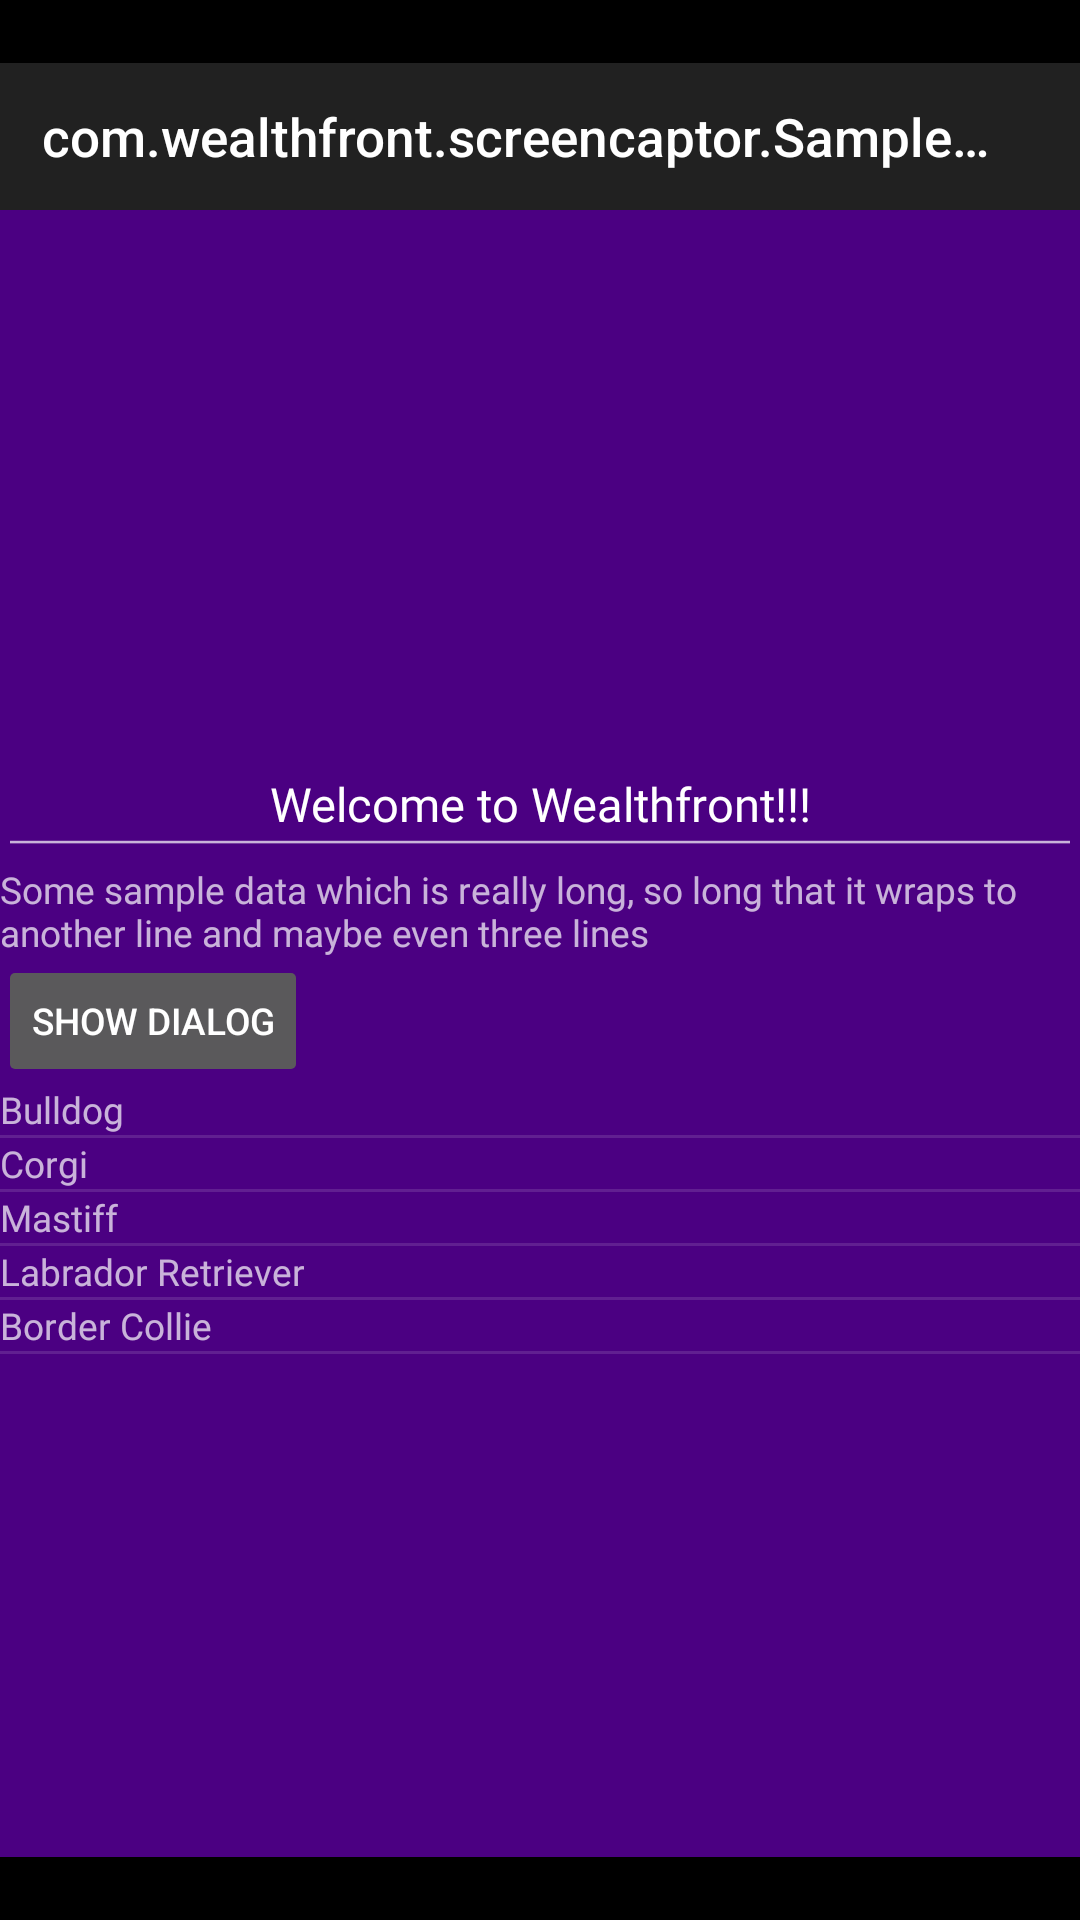 com.wealthfront.screencaptor.Sample…
Welcome to Wealthfront!!!
Some sample data which is really long, so long that it wraps to
another line and maybe even three lines
SHOW DIALOG
Bulldog
Corgi
Mastiff
Labrador Retriever
Border Collie